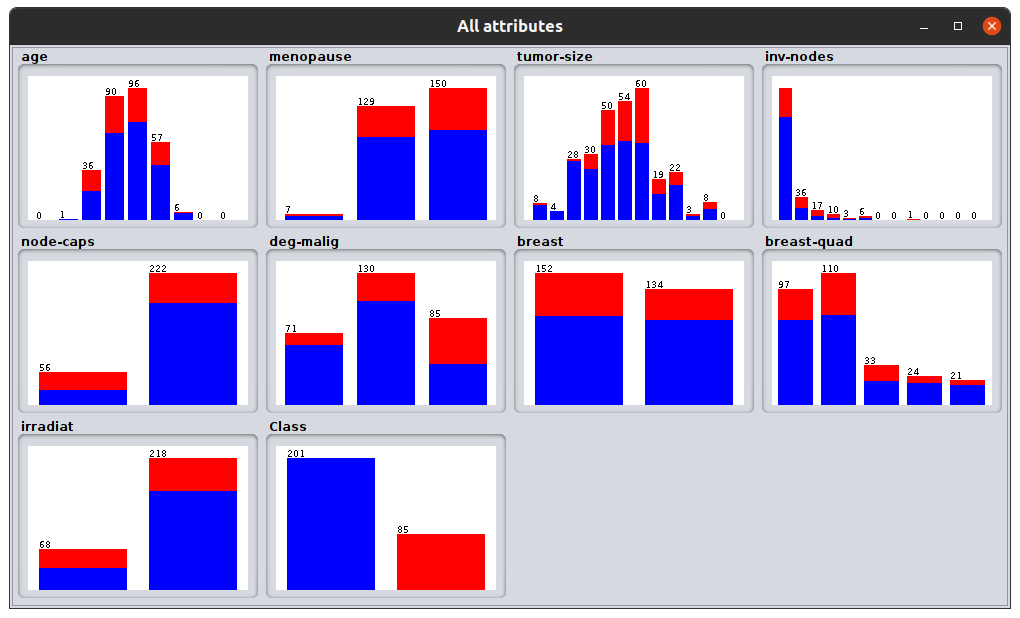 All attributes
age menopause tumor-size inv-nodes
0 1 36 90 96 57 6 0 0
7 129 150
8 4 28 30 50 54 60 19 22 3 8 0
36 17 10 3 6 0 0 1 0 0 0 0
node-caps deg-malig breast breast-quad
56 222
71 130 85
152 134
97 110 33 24 21
irradiat Class
68 218
201 85